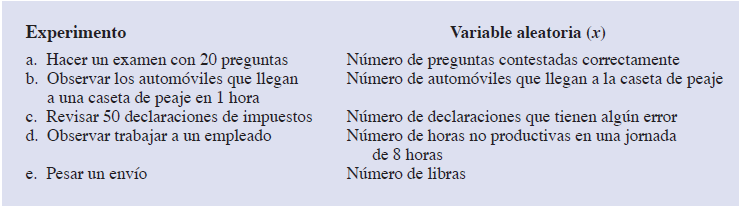 Experimento Variable aleatoria (x)
a. Hacer un examen con 20 preguntas Número de preguntas contestadas correctamente
b. Observar los automóviles que llegan Número de automóviles que llegan a la caseta de peaje
a una caseta de peaje en 1 hora
c. Revisar 50 declaraciones de impuestos Número de declaraciones que tienen algún error
d. Observar trabajar a un empleado Número de horas no productivas en una jornada
de 8 horas
e. Pesar un envío Número de libras